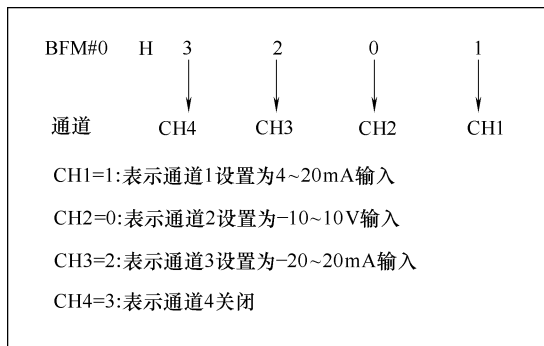 BFM#0 H 3 2 0 1
通道 CH4 CH3 CH2 CH1
CH1=1:表示通道1设置为4~20mA输入
CH2=0:表示通道2设置为−10~10V输入
CH3=2:表示通道3设置为−20~20mA输入
CH4=3:表示通道4关闭